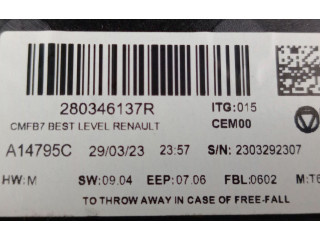 280346137R
ITG:015
CMFB7 BEST LEVEL RENAULT
CEM00
A14795C 29/03/23 23:57 S/N: 2303292307
HW:M SW:09.04 EEP:07.06 FBL:0602 M:T6
TO THROW AWAY IN CASE OF FREE-FALL